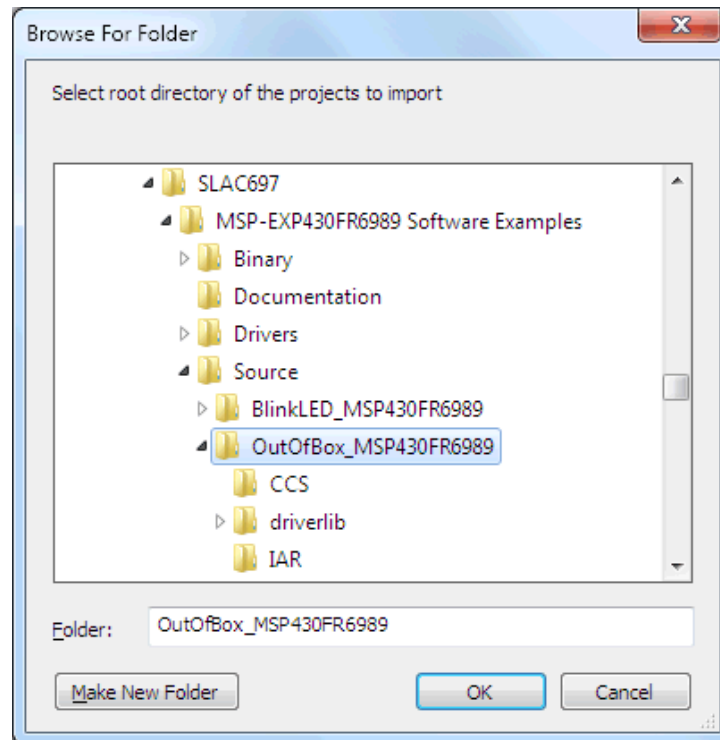 Browse For Folder
Select root directory of the projects to import
SLAC697
MSP-EXP430FR6989 Software Examples
Binary
Documentation
Drivers
Source
BlinkLED_MSP430FR6989
OutOfBox_MSP430FR6989
CCS
driverlib
IAR
Folder: OutOfBox_MSP430FR6989
Make New Folder OK Cancel